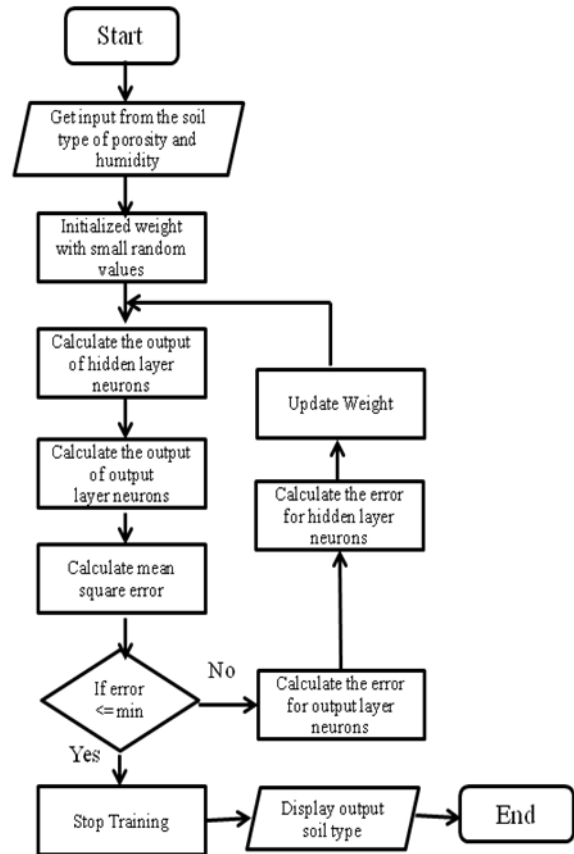 Start
Get input from the soil
type of porosity and
humidity
Initialized weight
with small random
values
Calculate the output
of hidden layer
neurons
Calculate the output
of output
layer neurons
Calculate mean
square error
If error
<=min
No
Yes
Calculate the error
for output layer
neurons
Calculate the error
for hidden layer
neurons
Update Weight
Stop Training
Display output
soil type
End